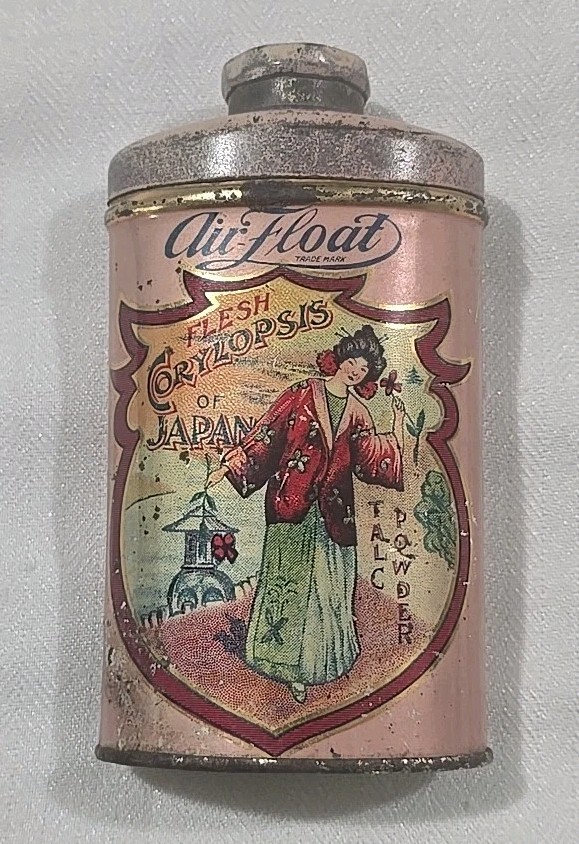 Air-Float
TRADE MARK
FLESH
CORYLOPSIS
OF
JAPAN
TALC
POWDER